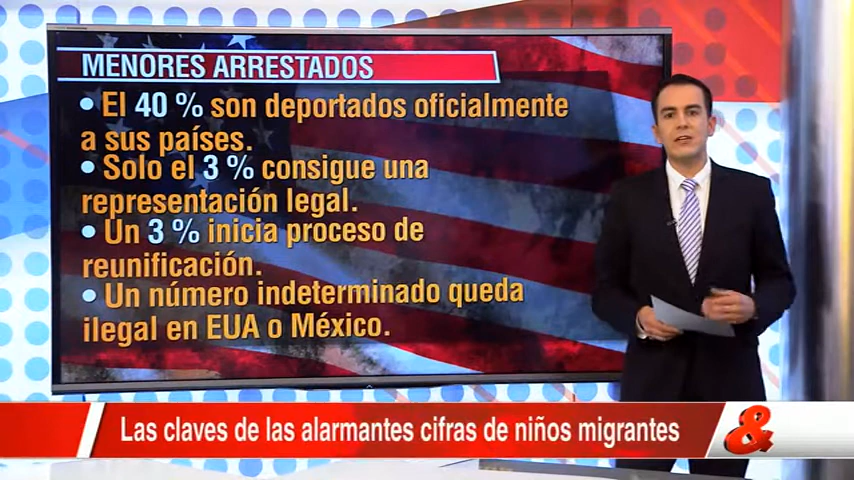 MENORES ARRESTADOS
• El 40 % son deportados oficialmente
a sus países.
• Solo el 3 % consigue una
representación legal.
• Un 3 % inicia proceso de
reunificación.
• Un número indeterminado queda
ilegal en EUA o México.
Las claves de las alarmantes cifras de niños migrantes
&